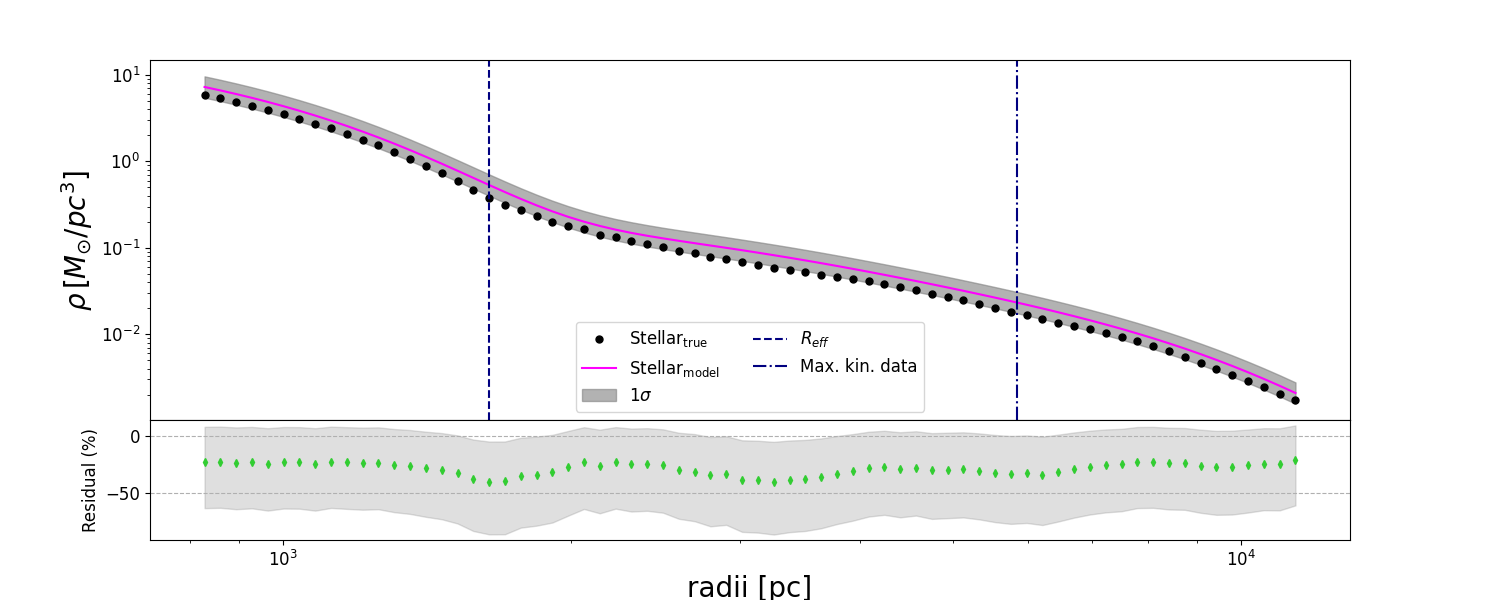 10¹
10⁰
10⁻¹
10⁻²
ρ [M⊙/pc³]
Stellar_true
Stellar_model
1σ
R_eff
Max. kin. data
0
−50
Residual (%)
10³
10⁴
radii [pc]